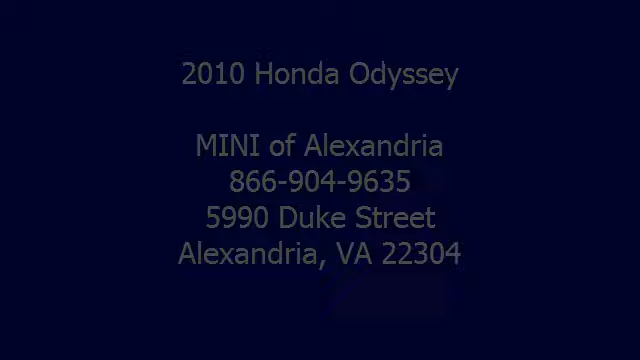 2010 Honda Odyssey
MINI of Alexandria
866-904-9635
5990 Duke Street
Alexandria, VA 22304